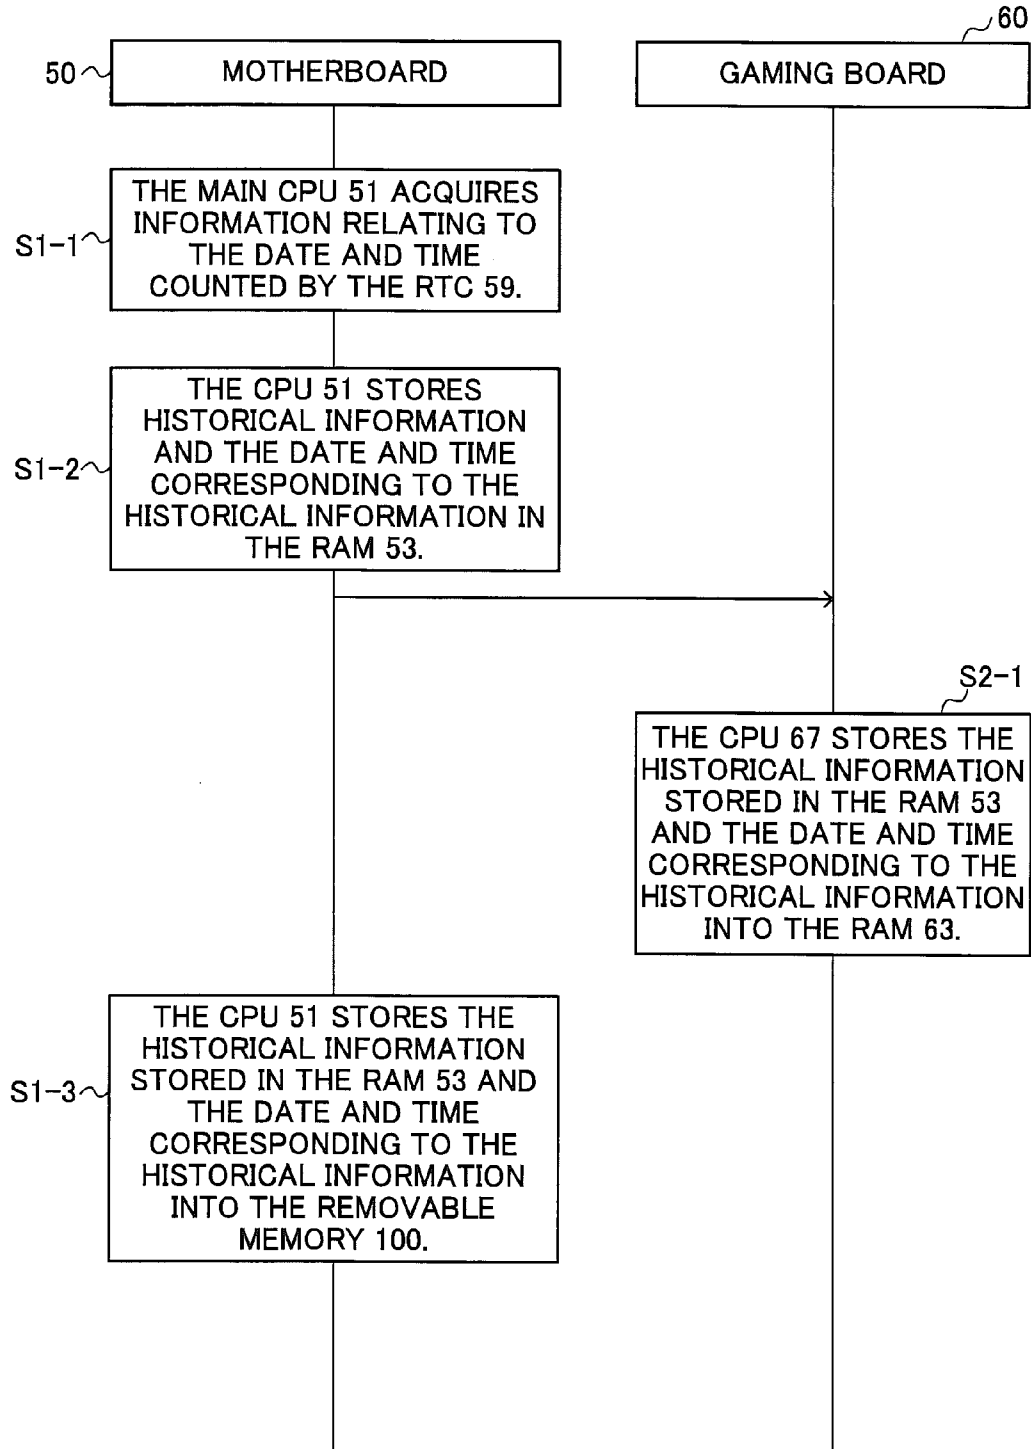 60
50
MOTHERBOARD
GAMING BOARD
S1-1
THE MAIN CPU 51 ACQUIRES
INFORMATION RELATING TO
THE DATE AND TIME
COUNTED BY THE RTC 59.
S1-2
THE CPU 51 STORES
HISTORICAL INFORMATION
AND THE DATE AND TIME
CORRESPONDING TO THE
HISTORICAL INFORMATION IN
THE RAM 53.
S2-1
THE CPU 67 STORES THE
HISTORICAL INFORMATION
STORED IN THE RAM 53
AND THE DATE AND TIME
CORRESPONDING TO THE
HISTORICAL INFORMATION
INTO THE RAM 63.
S1-3
THE CPU 51 STORES THE
HISTORICAL INFORMATION
STORED IN THE RAM 53 AND
THE DATE AND TIME
CORRESPONDING TO THE
HISTORICAL INFORMATION
INTO THE REMOVABLE
MEMORY 100.